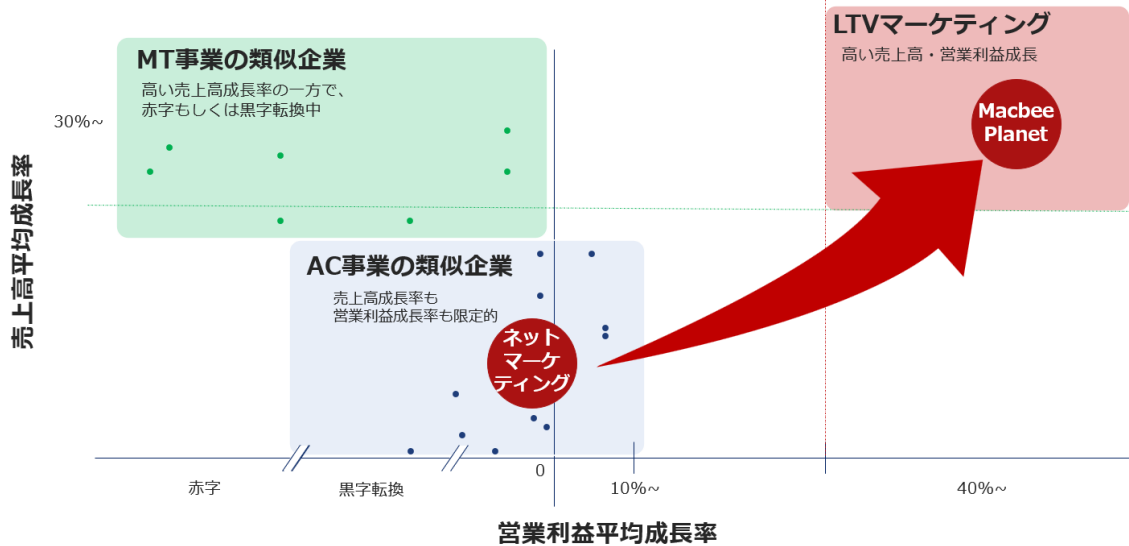 LTVマーケティング
高い売上高・営業利益成長
MT事業の類似企業
高い売上高成長率の一方で、
赤字もしくは黒字転換中
30%~
Macbee
Planet
売上高平均成長率
AC事業の類似企業
売上高成長率も
営業利益成長率も限定的
ネット
マーケ
ティング
0
赤字
黒字転換
10%~
40%~
営業利益平均成長率